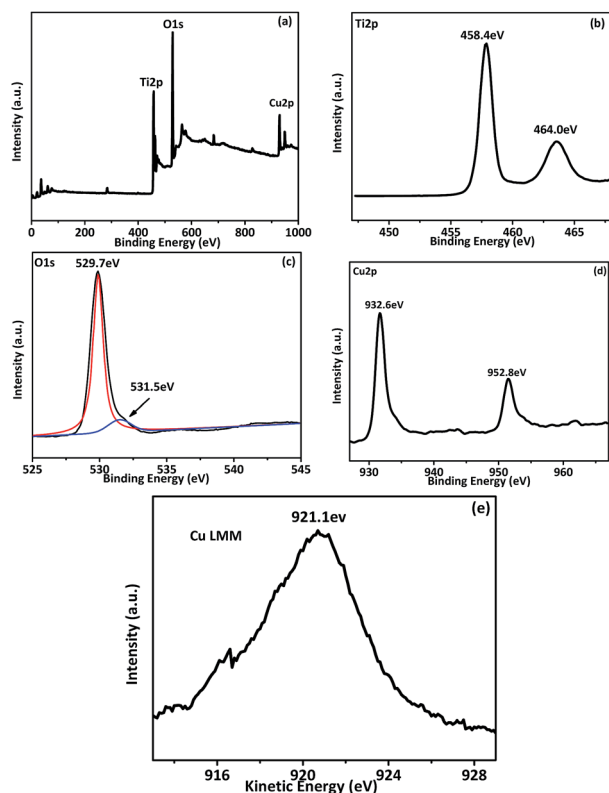 O1s
(a)
Ti2p
Cu2p
Intensity (a.u.)
0 200 400 600 800 1000
Binding Energy (eV)
Ti2p
(b)
458.4eV
464.0eV
Intensity (a.u.)
450 455 460 465
Binding Energy (eV)
O1s
529.7eV
(c)
531.5eV
Intensity (a.u.)
525 530 535 540 545
Binding Energy (eV)
Cu2p
(d)
932.6eV
952.8eV
Intensity (a.u.)
930 940 950 960
Binding Energy (eV)
(e)
921.1ev
Cu LMM
Intensity (a.u.)
916 920 924 928
Kinetic Energy (eV)